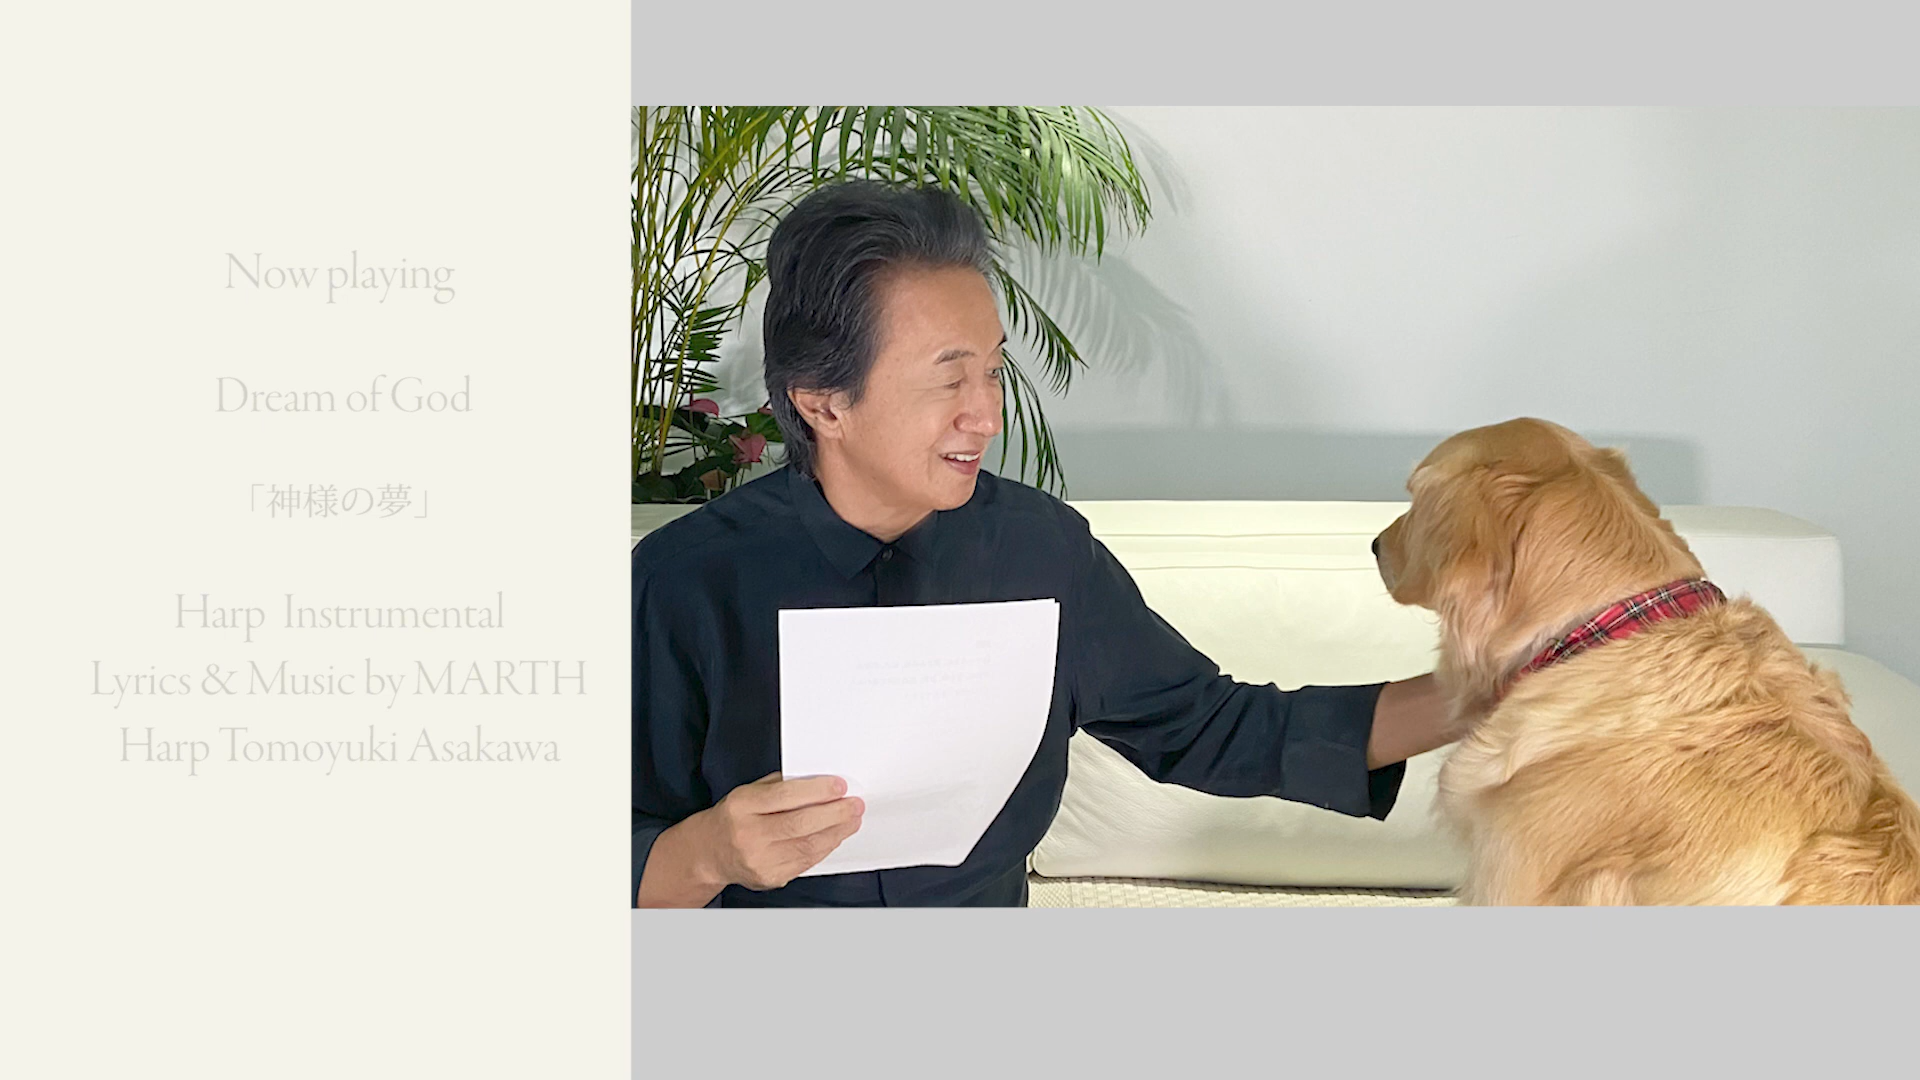 Now playing
Dream of God
「神様の夢」
Harp Instrumental
Lyrics & Music by MARTH
Harp Tomoyuki Asakawa